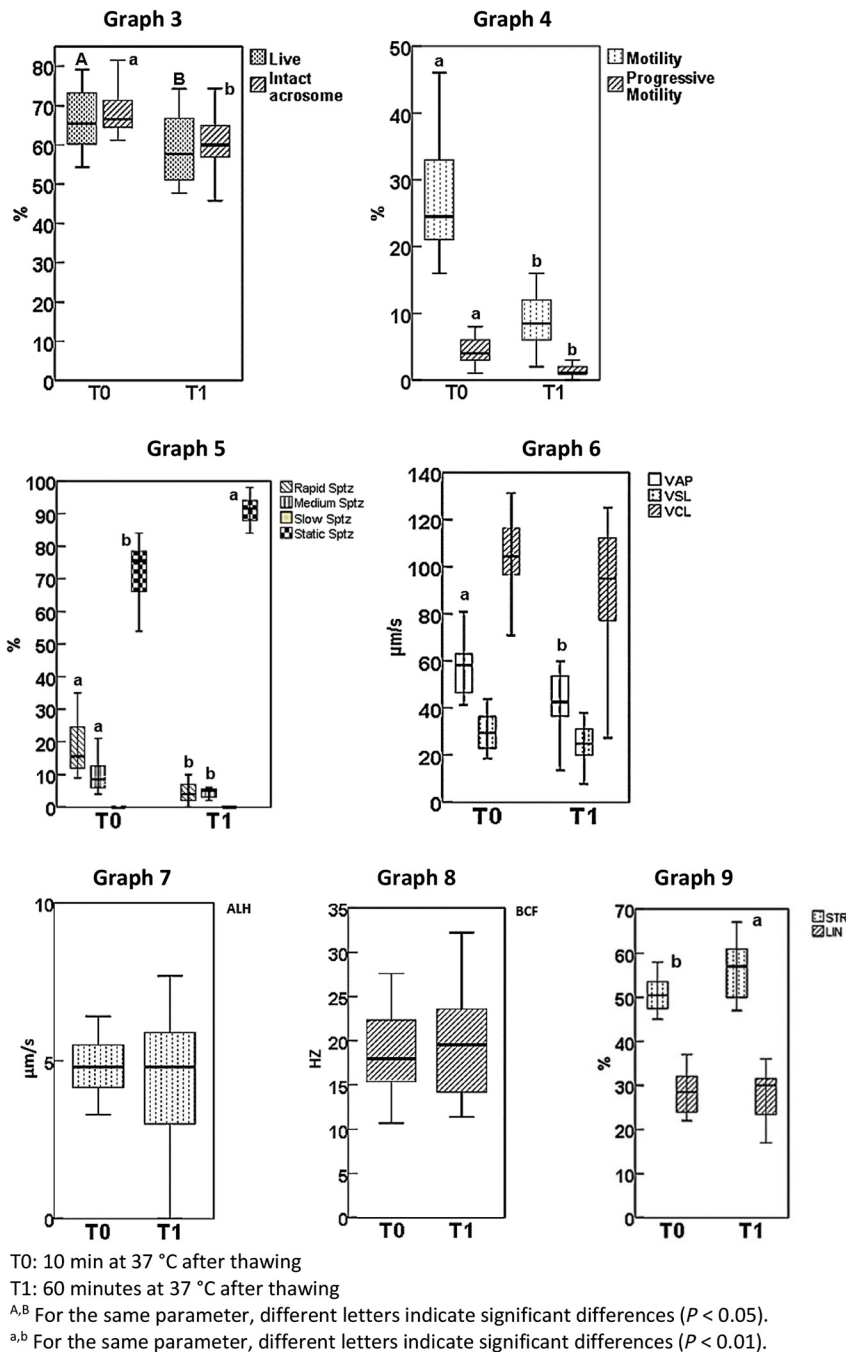 Graph 3
Graph 4
80
70
60
50
40
30
20
10
0
%
A
a
B
b
T0
T1
Live
Intact
acrosome
50
40
30
20
10
0
%
a
a
b
b
T0
T1
Motility
Progressive
Motility
Graph 5
Graph 6
100
90
80
70
60
50
40
30
20
10
0
%
a
a
b
b
b
a
T0
T1
Rapid Sptz
Medium Sptz
Slow Sptz
Static Sptz
140
120
100
80
60
40
20
0
µm/s
a
b
T0
T1
VAP
VSL
VCL
Graph 7
Graph 8
Graph 9
10
5
0
µm/s
T0
T1
ALH
35
30
25
20
15
10
5
0
HZ
T0
T1
BCF
70
60
50
40
30
20
10
0
%
b
a
T0
T1
STR
LIN
T0: 10 min at 37 °C after thawing
T1: 60 minutes at 37 °C after thawing
A,B For the same parameter, different letters indicate significant differences (P < 0.05).
a,b For the same parameter, different letters indicate significant differences (P < 0.01).